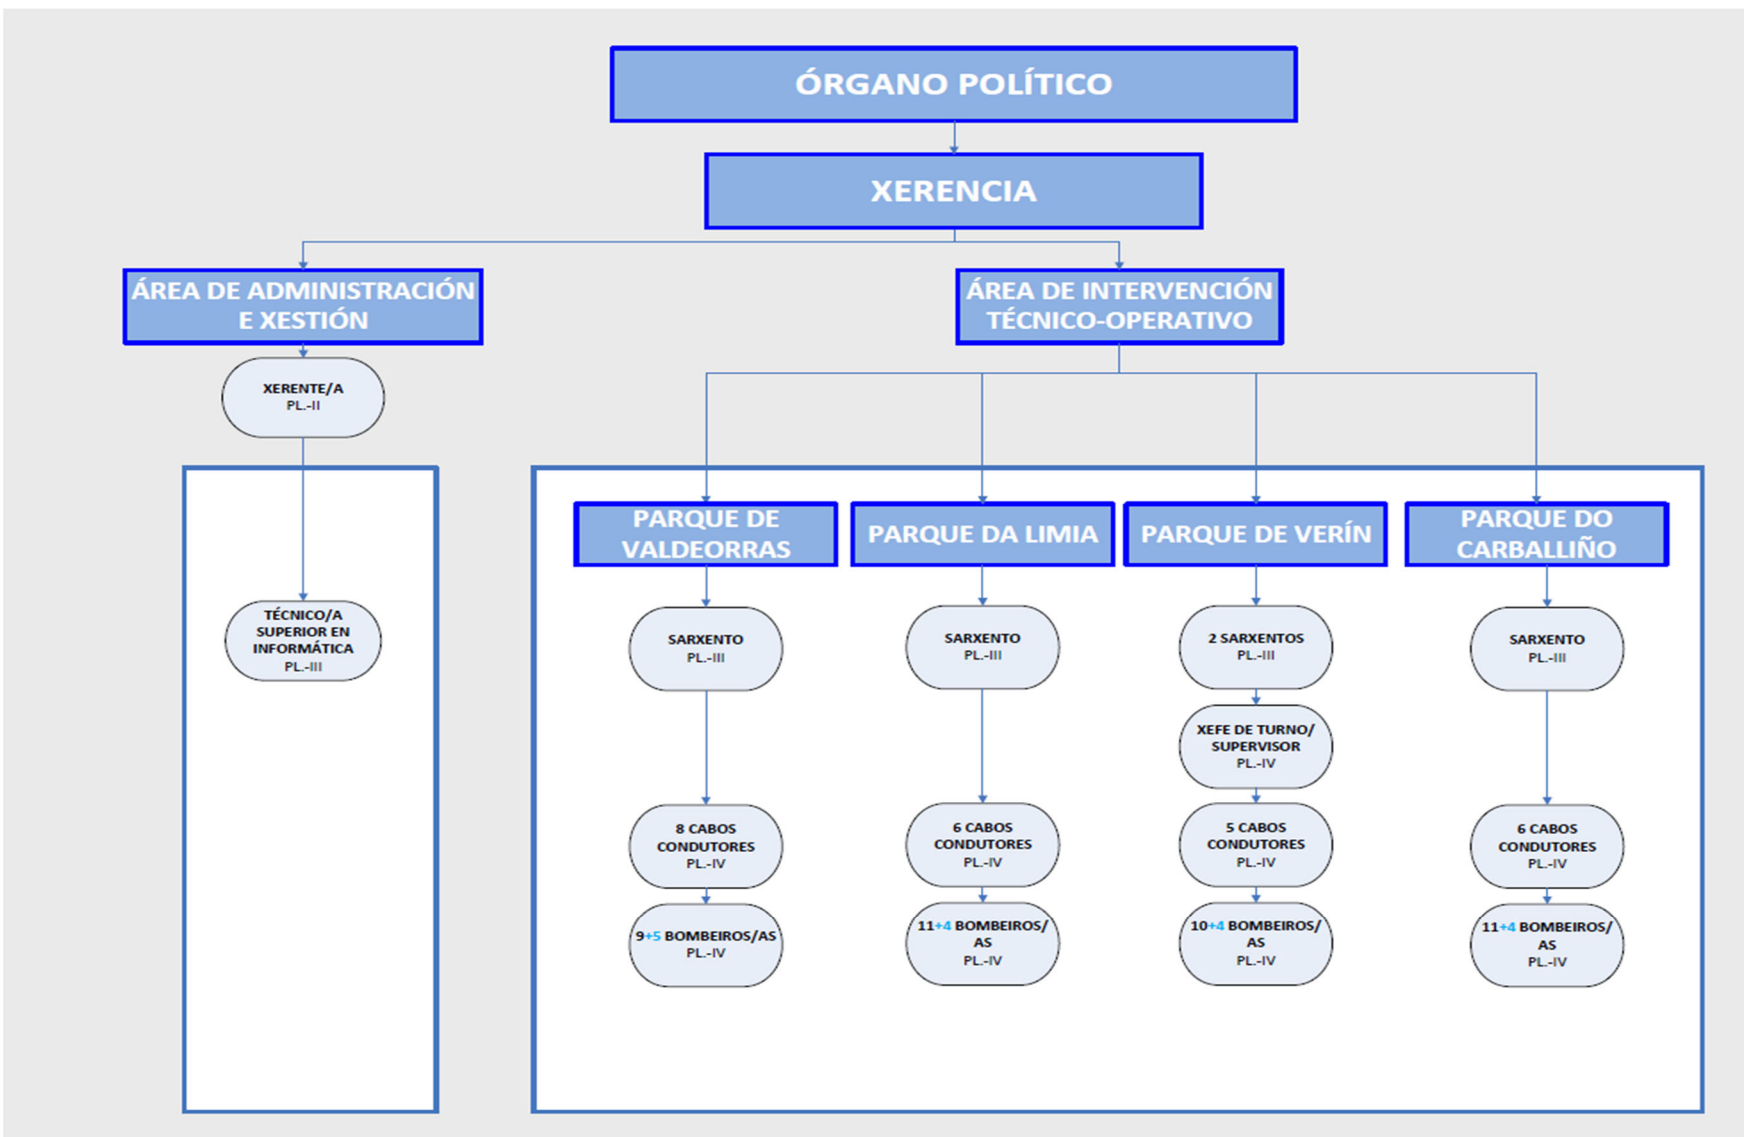 ÓRGANO POLÍTICO
XERENCIA
ÁREA DE ADMINISTRACIÓN
E XESTIÓN
ÁREA DE INTERVENCIÓN
TÉCNICO-OPERATIVO
XERENTE/A
PL.-II
TÉCNICO/A
SUPERIOR EN
INFORMÁTICA
PL.-III
PARQUE DE
VALDEORRAS
SARXENTO
PL.-III
8 CABOS
CONDUTORES
PL.-IV
9+5 BOMBEIROS/AS
PL.-IV
PARQUE DA LIMIA
SARXENTO
PL.-III
6 CABOS
CONDUTORES
PL.-IV
11+4 BOMBEIROS/
AS
PL.-IV
PARQUE DE VERÍN
2 SARXENTOS
PL.-III
XEFE DE TURNO/
SUPERVISOR
PL.-IV
5 CABOS
CONDUTORES
PL.-IV
10+4 BOMBEIROS/
AS
PL.-IV
PARQUE DO
CARBALLIÑO
SARXENTO
PL.-III
6 CABOS
CONDUTORES
PL.-IV
11+4 BOMBEIROS/
AS
PL.-IV